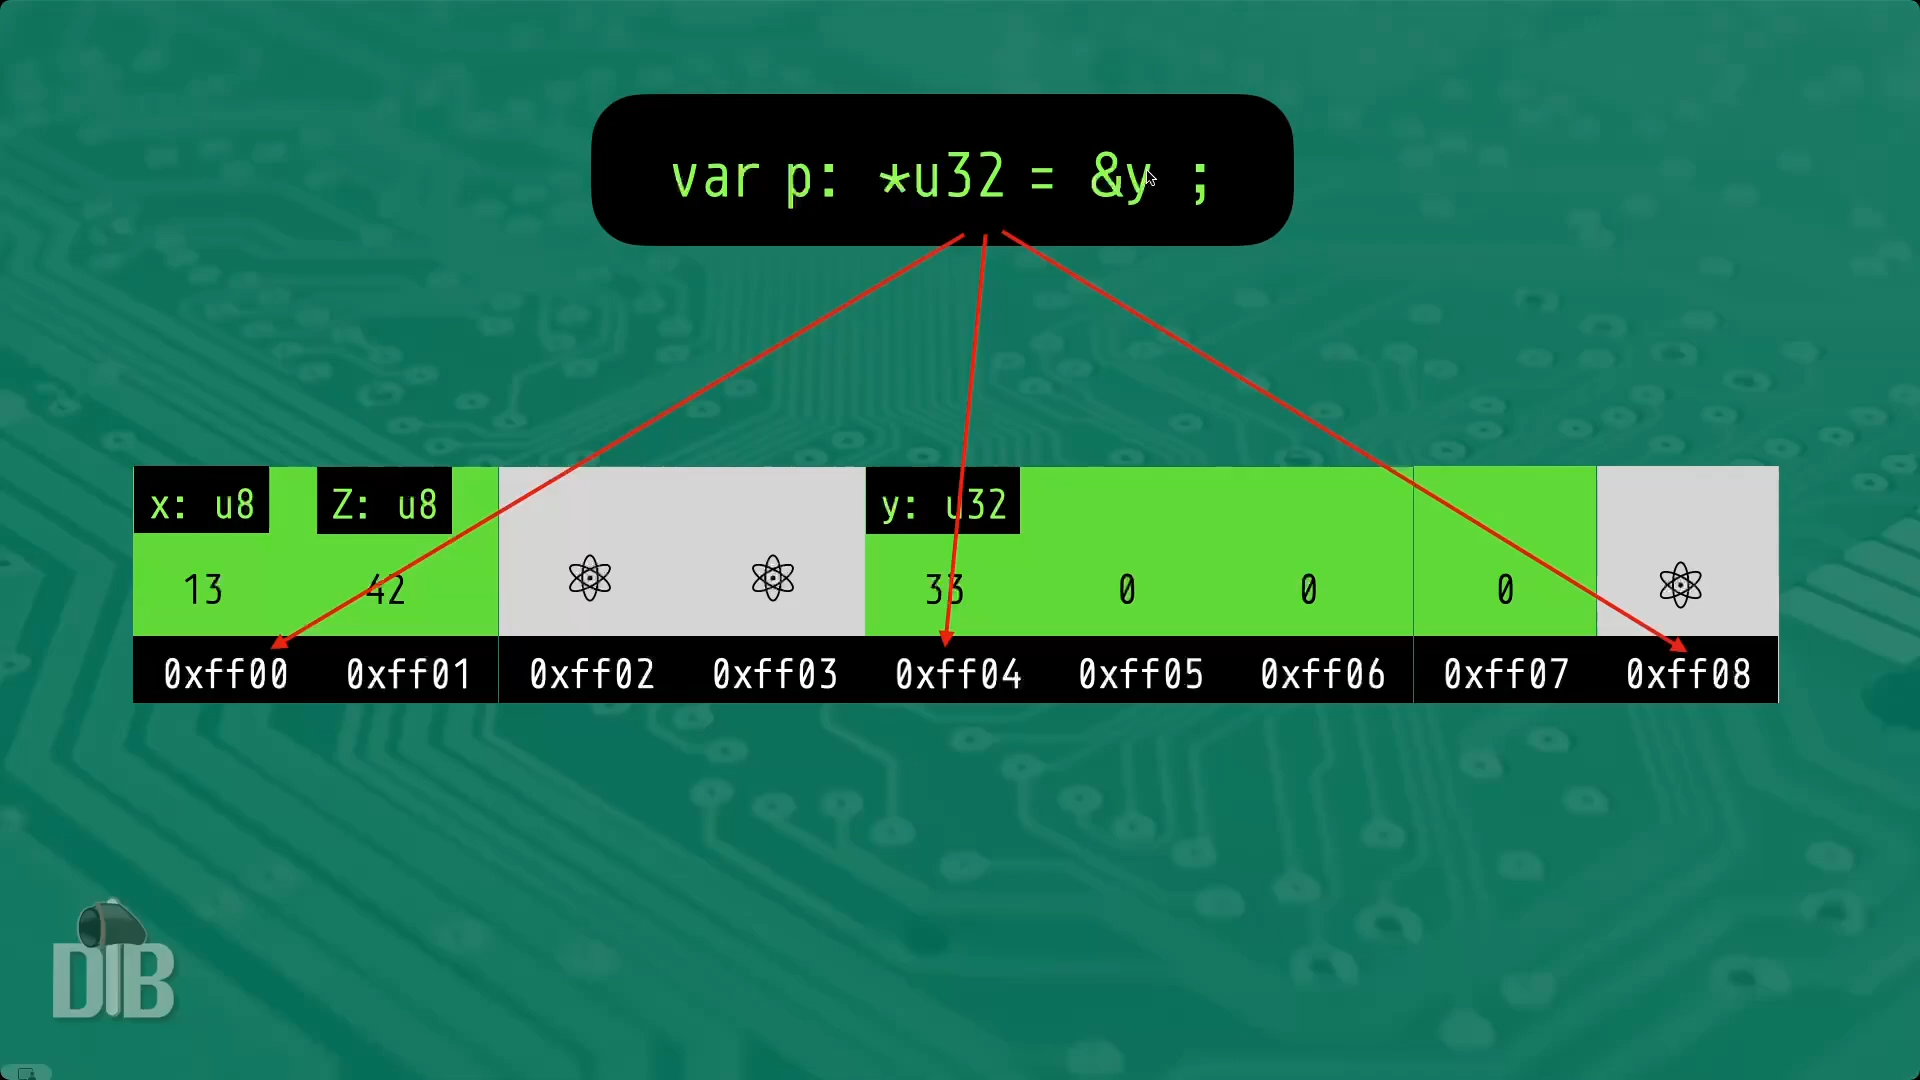 var p: *u32 = &y ;
x: u8 Z: u8 y: u32
13 42 33 0 0 0
0xff00 0xff01 0xff02 0xff03 0xff04 0xff05 0xff06 0xff07 0xff08
DIB